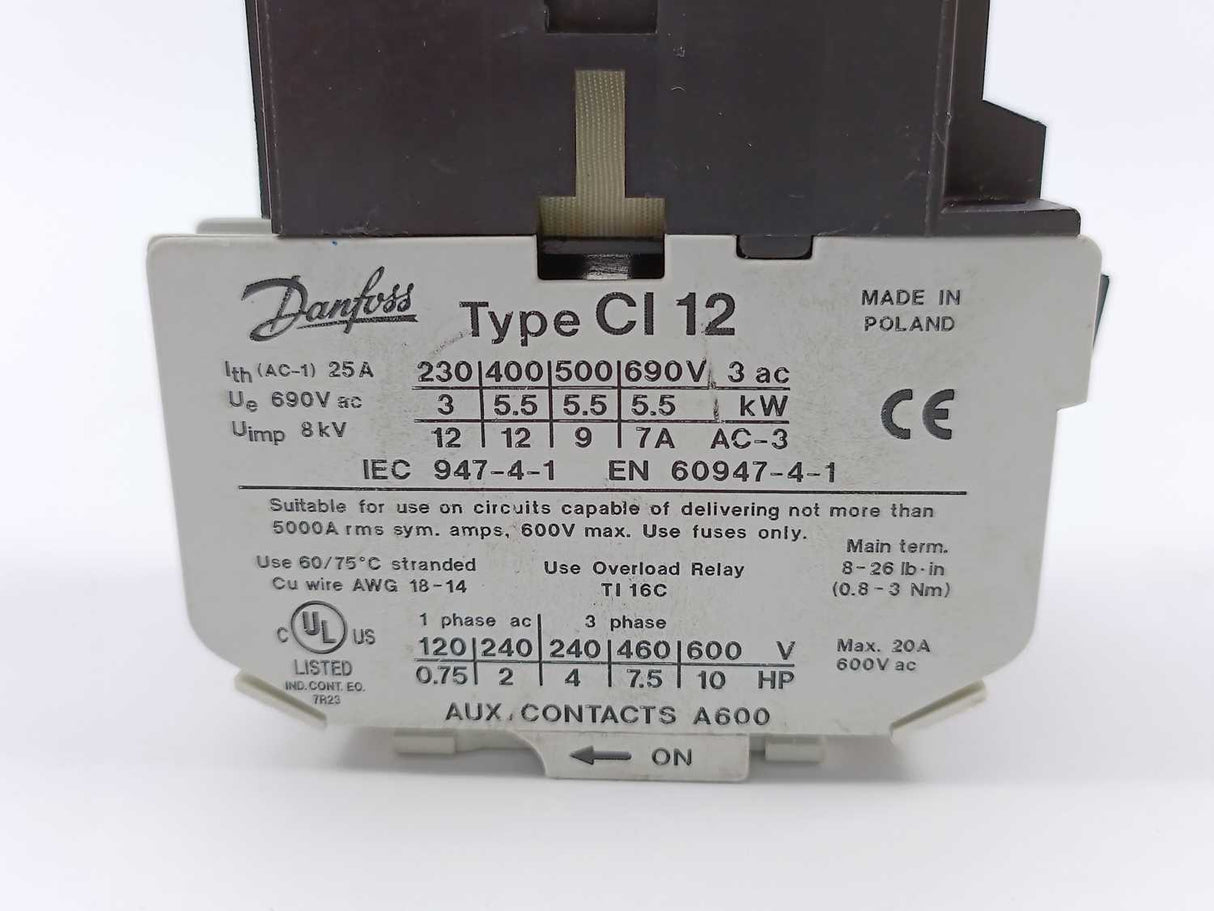 Danfoss Type CI 12
MADE IN
POLAND
Ith (AC-1) 25 A
Ue 690V ac
Uimp 8 kV
230|400|500|690V 3 ac
3 | 5.5 | 5.5 | 5.5 | kW
12 | 12 | 9 | 7A AC-3
CE
IEC 947-4-1 EN 60947-4-1
Suitable for use on circuits capable of delivering not more than
5000A rms sym. amps, 600V max. Use fuses only.
Use 60/75°C stranded
Cu wire AWG 18-14
Use Overload Relay
TI 16C
Main term.
8-26 lb·in
(0.8-3 Nm)
C UL US
LISTED
IND. CONT. EQ.
7R23
1 phase ac | 3 phase
120|240|240|460|600 V
0.75| 2 | 4 | 7.5 | 10 HP
Max. 20A
600V ac
AUX. CONTACTS A600
← ON